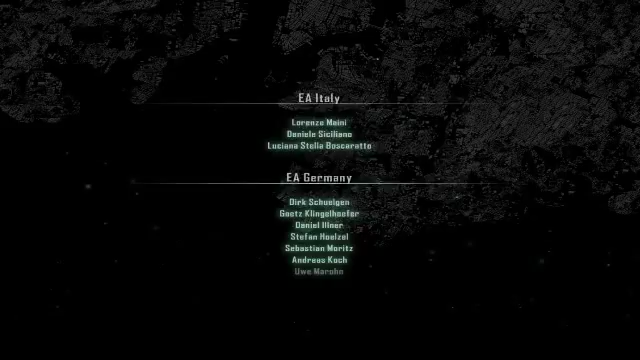 EA Italy
Lorenzo Maini
Daniele Siciliano
Luciana Stella Boscaratto
EA Germany
Dirk Schuelgen
Goetz Klingelhoefer
Daniel Illner
Stefan Hoelzel
Sebastian Moritz
Andreas Koch
Uwe Marohn